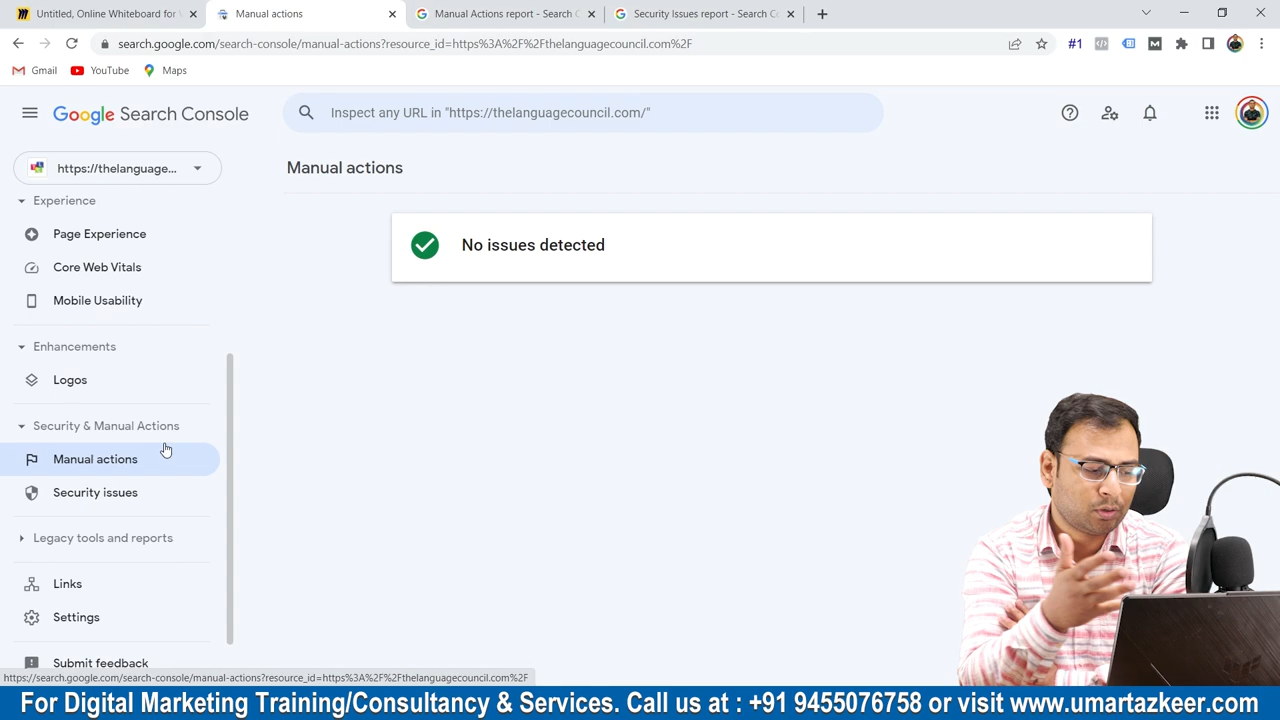 Untitled, Online Whiteboard for V
Manual actions
Manual Actions report - Search C
Security Issues report - Search Co
search.google.com/search-console/manual-actions?resource_id=https%3A%2F%2Fthelanguagecouncil.com%2F
#1
Gmail
YouTube
Maps
Google Search Console
Inspect any URL in "https://thelanguagecouncil.com/"
https://thelanguage...
Manual actions
Experience
No issues detected
Page Experience
Core Web Vitals
Mobile Usability
Enhancements
Logos
Security & Manual Actions
Manual actions
Security issues
Legacy tools and reports
Links
Settings
Submit feedback
https://search.google.com/search-console/manual-actions?resource_id=https%3A%2F%2Fthelanguagecouncil.com%2F
For Digital Marketing Training/Consultancy & Services. Call us at : +91 9455076758 or visit www.umartazkeer.com